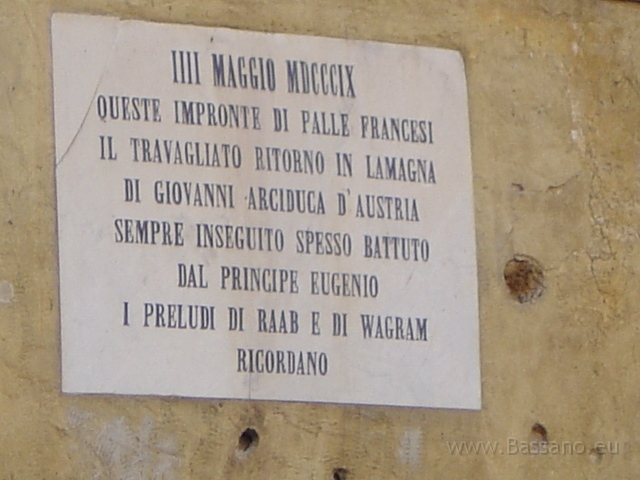 IIII MAGGIO MDCCCIX
QUESTE IMPRONTE DI PALLE FRANCESI
IL TRAVAGLIATO RITORNO IN LAMAGNA
DI GIOVANNI ARCIDUCA D'AUSTRIA
SEMPRE INSEGUITO SPESSO BATTUTO
DAL PRINCIPE EUGENIO
I PRELUDI DI RAAB E DI WAGRAM
RICORDANO
www.Bassano.eu